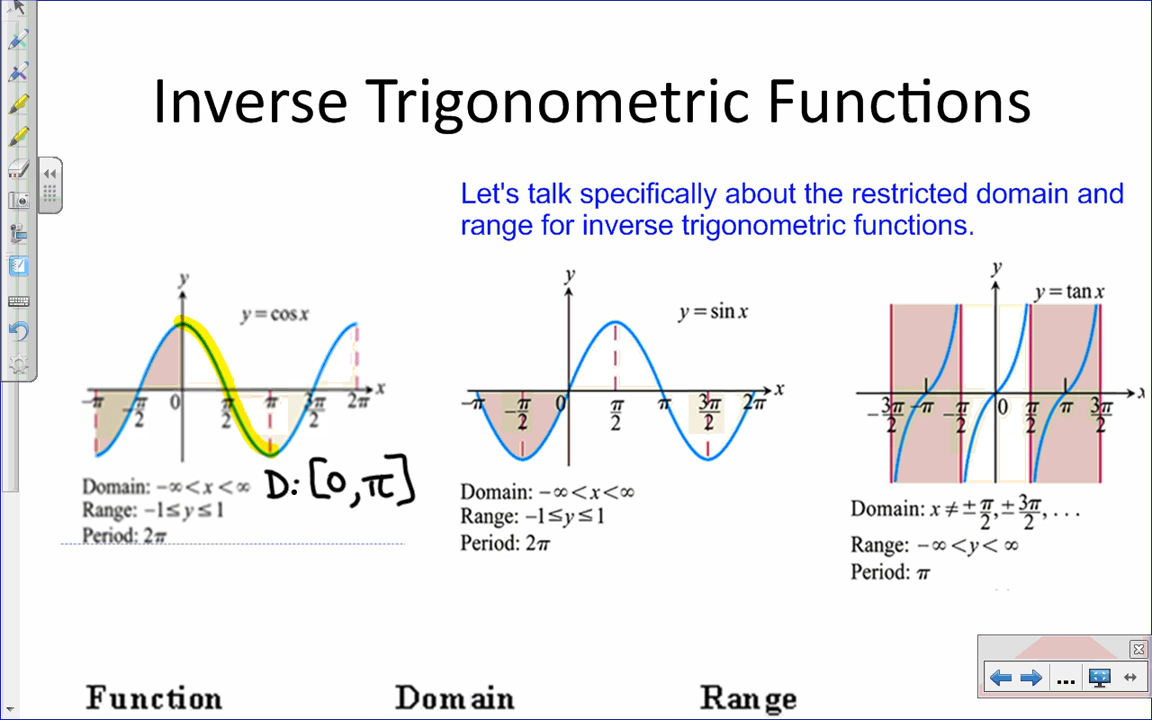 Inverse Trigonometric Functions
Let's talk specifically about the restricted domain and
range for inverse trigonometric functions.
y
y = cos x
x
-π
-π/2
0
π/2
π
3π/2
2π
Domain: -∞ < x < ∞
D: [0, π]
Range: -1 ≤ y ≤ 1
Period: 2π
y
y = sin x
x
-π
-π/2
0
π/2
π
3π/2
2π
Domain: -∞ < x < ∞
Range: -1 ≤ y ≤ 1
Period: 2π
y
y = tan x
x
-3π/2
-π
-π/2
0
π/2
π
3π/2
Domain: x ≠ ±π/2, ±3π/2, . . .
Range: -∞ < y < ∞
Period: π
Function Domain Range